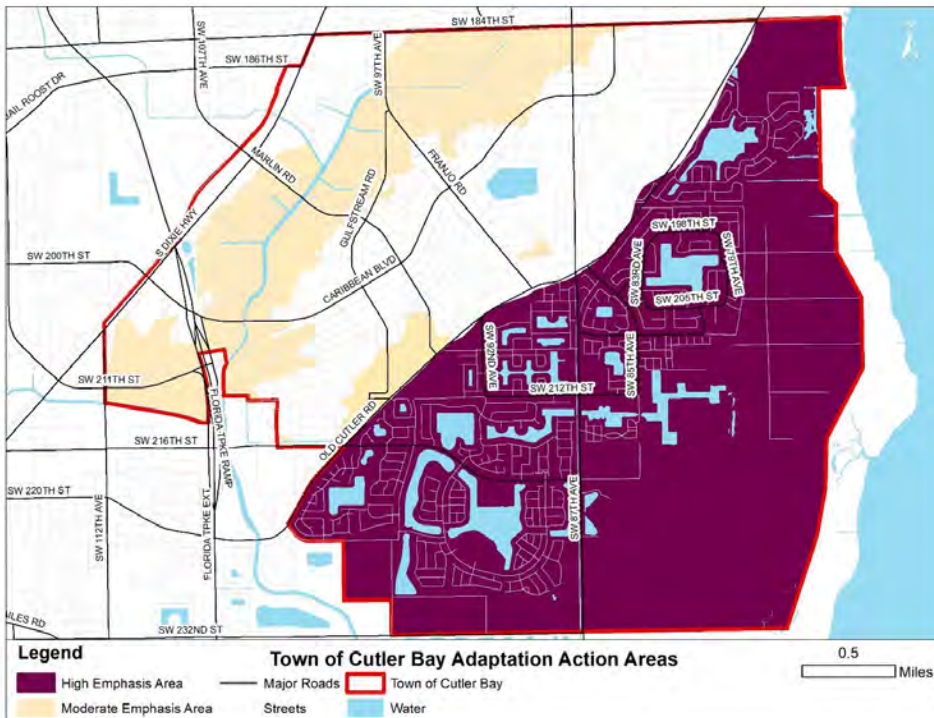 SW 184TH ST
SW 107TH AVE
SW 186TH ST
SW 97TH AVE
JAIL ROOST DR
MARLIN RD
GULFSTREAM RD
FRANJO RD
S DIXIE HWY
SW 200TH ST
CARIBBEAN BLVD
SW 198TH ST
SW 83RD AVE
SW 79TH AVE
SW 205TH ST
SW 92ND AVE
SW 85TH AVE
SW 211TH ST
SW 212TH ST
FLORIDA TPKE RAMP
OLD CUTLER RD
SW 216TH ST
SW 220TH ST
SW 87TH AVE
SW 112TH AVE
FLORIDA TPKE EXT
AILES RD
SW 232ND ST
Legend
Town of Cutler Bay Adaptation Action Areas
0.5
High Emphasis Area
Major Roads
Town of Cutler Bay
Miles
Moderate Emphasis Area
Streets
Water